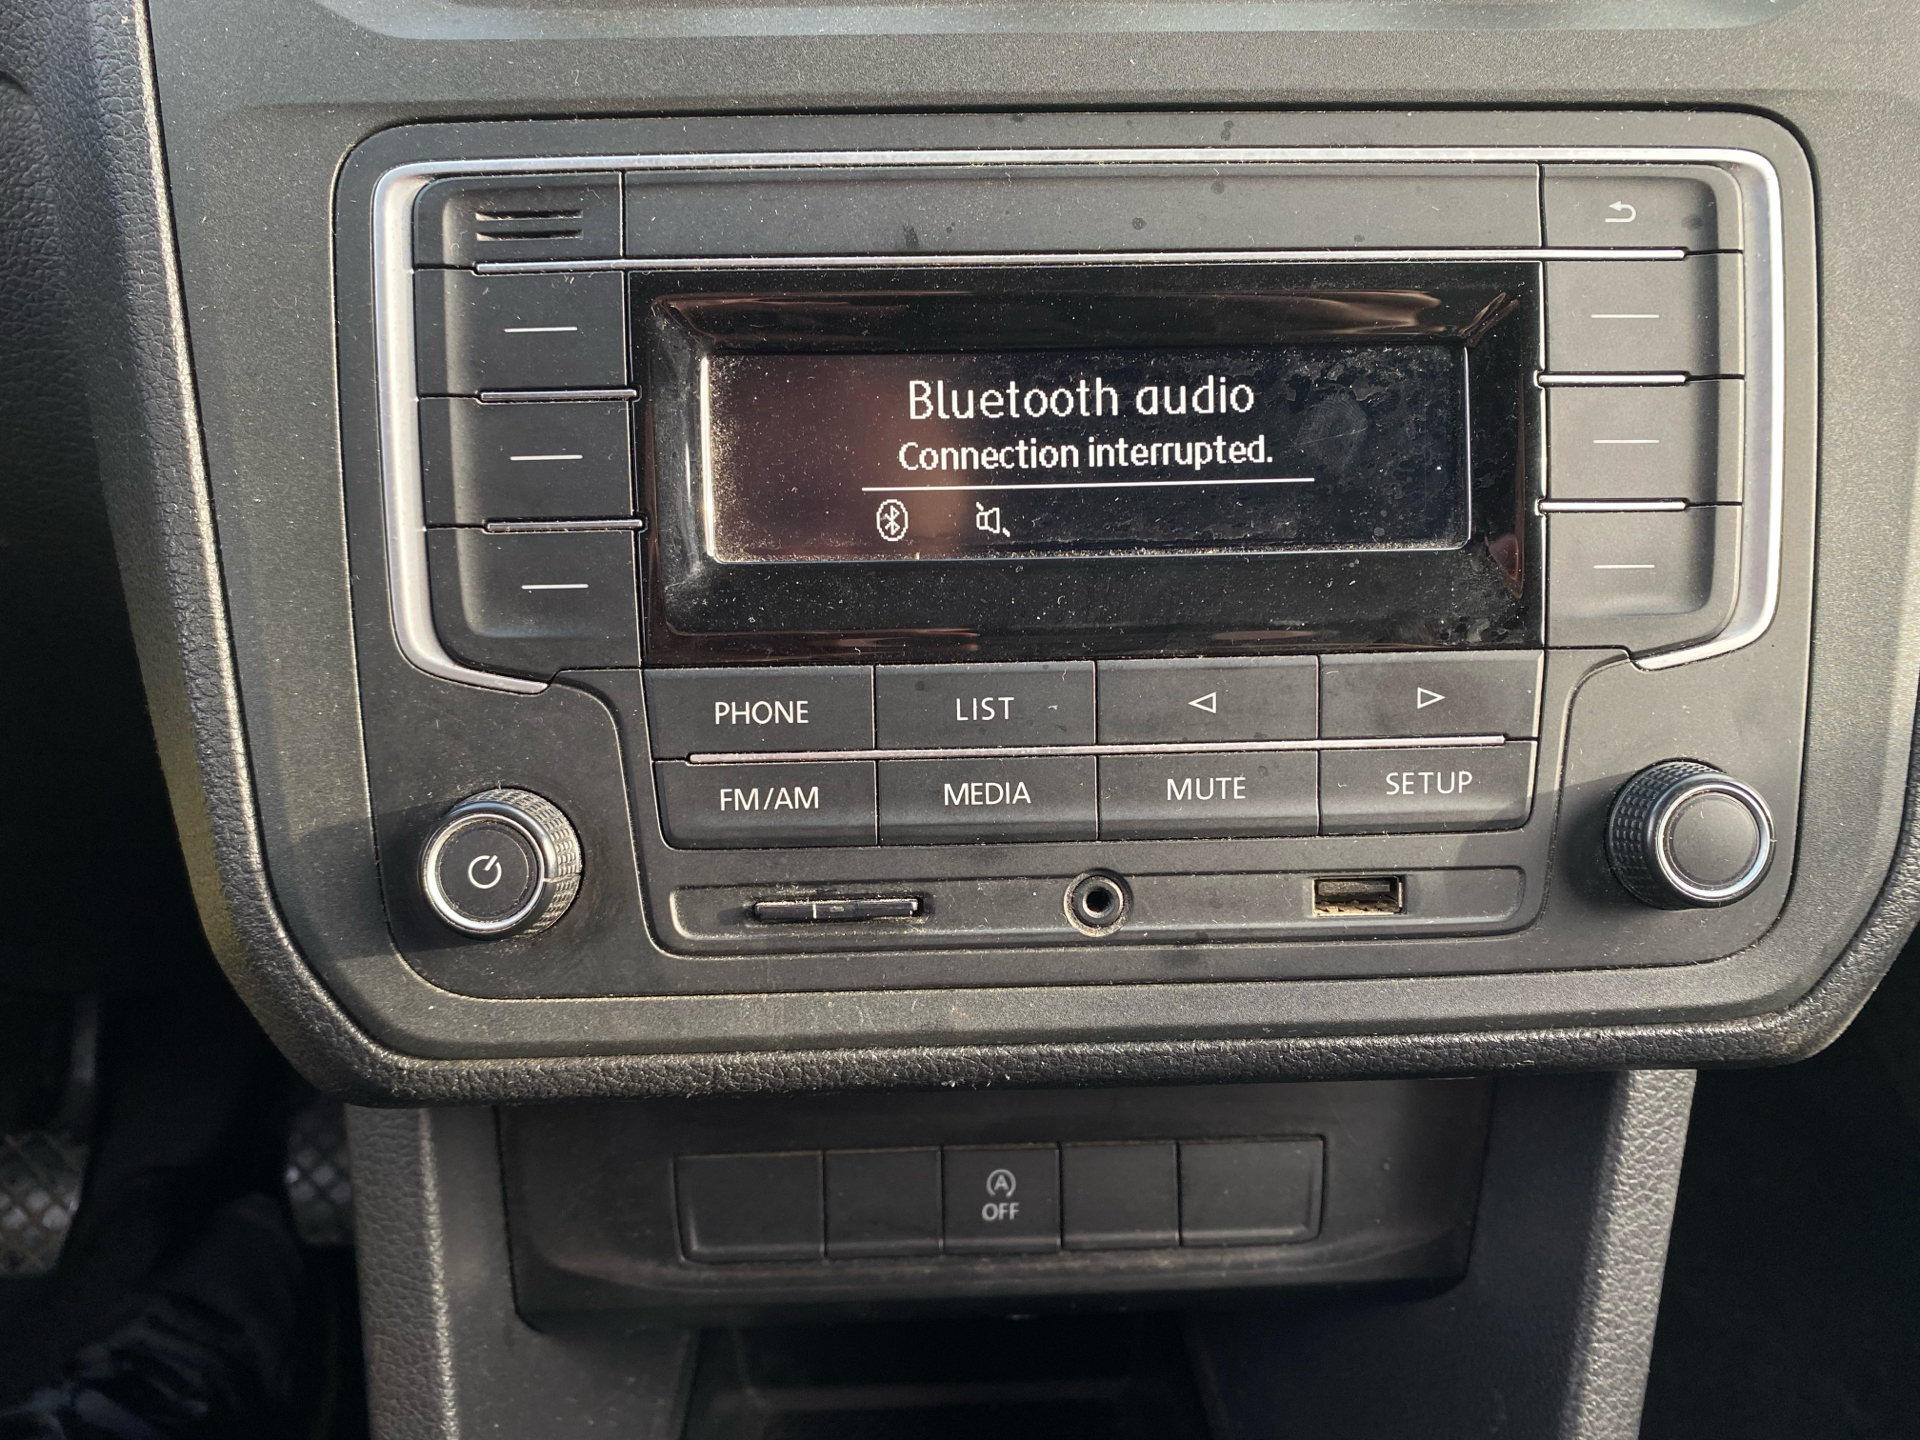 Bluetooth audio
Connection interrupted.
PHONE LIST
FM/AM MEDIA MUTE SETUP
A
OFF